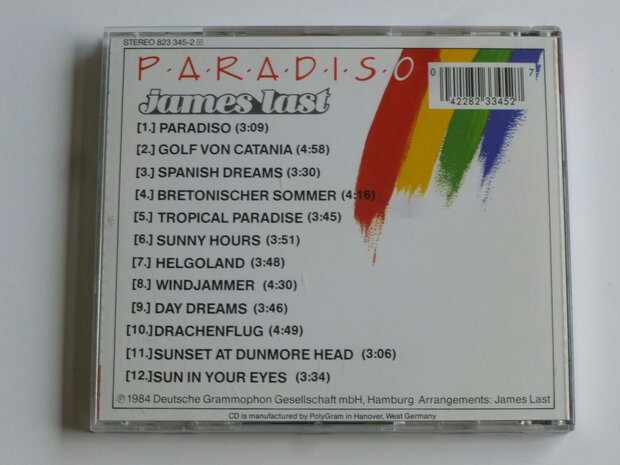 STEREO 823 345-2
P·A·R·A·D·I·S·O
james last
0 42282 33452 7
[1.] PARADISO (3:09)
[2.] GOLF VON CATANIA (4:58)
[3.] SPANISH DREAMS (3:30)
[4.] BRETONISCHER SOMMER (4:16)
[5.] TROPICAL PARADISE (3:45)
[6.] SUNNY HOURS (3:51)
[7.] HELGOLAND (3:48)
[8.] WINDJAMMER (4:30)
[9.] DAY DREAMS (3:46)
[10.] DRACHENFLUG (4:49)
[11.] SUNSET AT DUNMORE HEAD (3:06)
[12.] SUN IN YOUR EYES (3:34)
℗ 1984 Deutsche Grammophon Gesellschaft mbH, Hamburg Arrangements: James Last
CD is manufactured by PolyGram in Hanover, West Germany